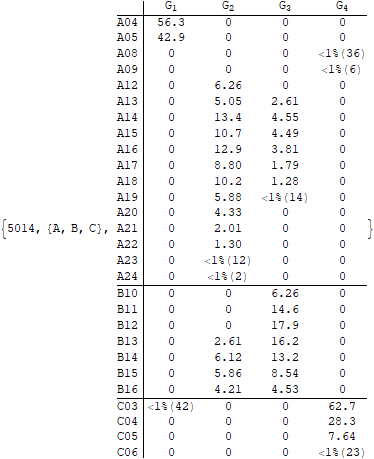 G₁ G₂ G₃ G₄
A04 56.3 0 0 0
A05 42.9 0 0 0
A08 0 0 0 <1%(36)
A09 0 0 0 <1%(6)
A12 0 6.26 0 0
A13 0 5.05 2.61 0
A14 0 13.4 4.55 0
A15 0 10.7 4.49 0
A16 0 12.9 3.81 0
A17 0 8.80 1.79 0
A18 0 10.2 1.28 0
A19 0 5.88 <1%(14) 0
A20 0 4.33 0 0
{5014, {A, B, C}, A21 0 2.01 0 0 }
A22 0 1.30 0 0
A23 0 <1%(12) 0 0
A24 0 <1%(2) 0 0
B10 0 0 6.26 0
B11 0 0 14.6 0
B12 0 0 17.9 0
B13 0 2.61 16.2 0
B14 0 6.12 13.2 0
B15 0 5.86 8.54 0
B16 0 4.21 4.53 0
C03 <1%(42) 0 0 62.7
C04 0 0 0 28.3
C05 0 0 0 7.64
C06 0 0 0 <1%(23)